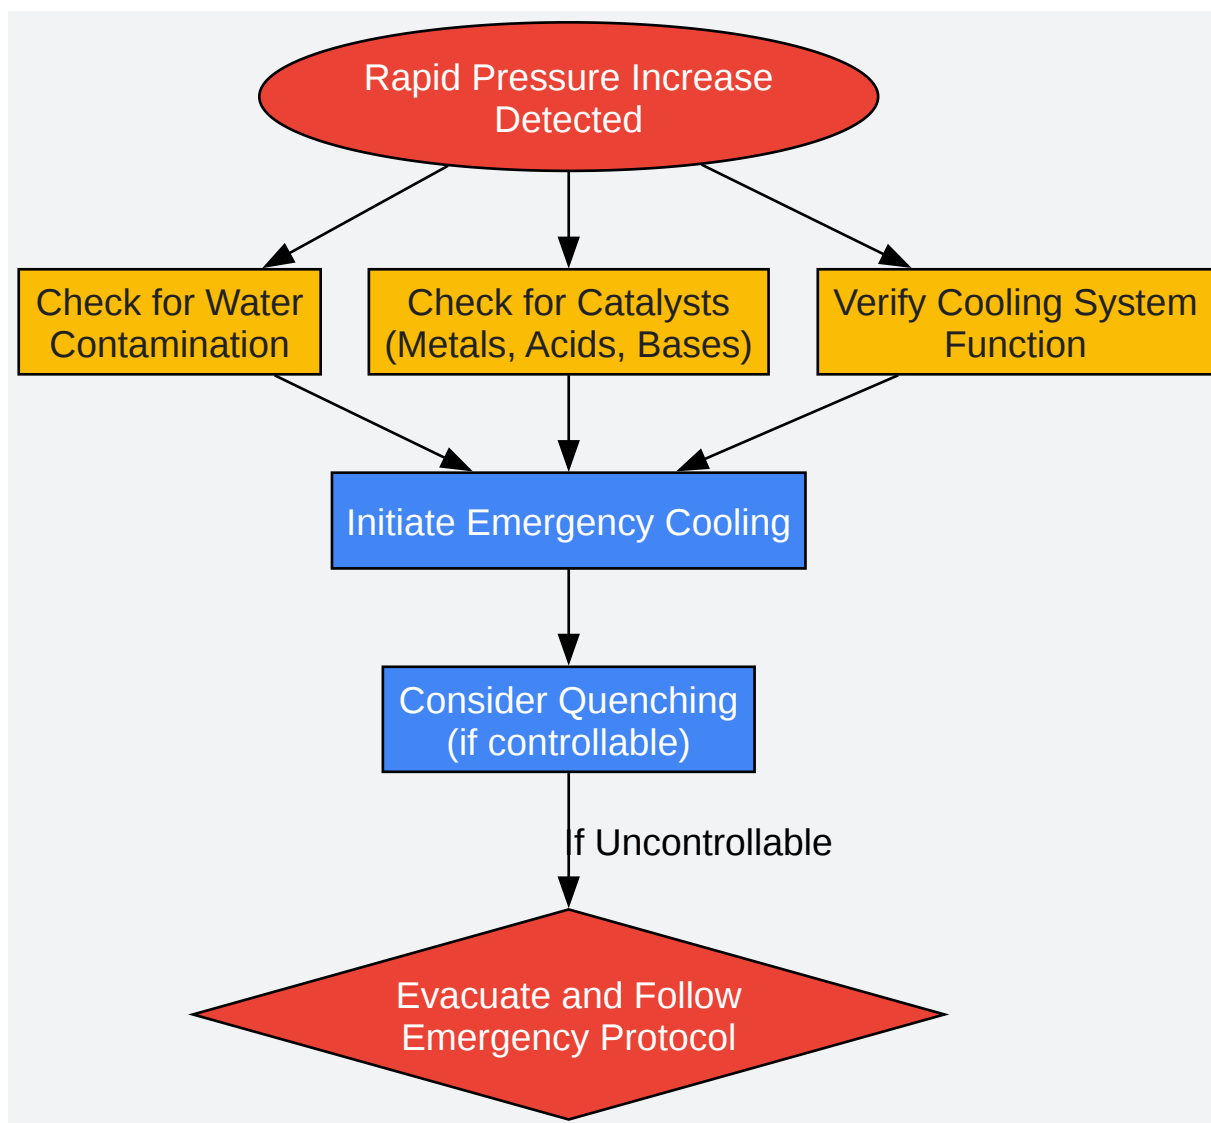 Rapid Pressure Increase
Detected
Check for Water
Contamination
Check for Catalysts
(Metals, Acids, Bases)
Verify Cooling System
Function
Initiate Emergency Cooling
Consider Quenching
(if controllable)
If Uncontrollable
Evacuate and Follow
Emergency Protocol